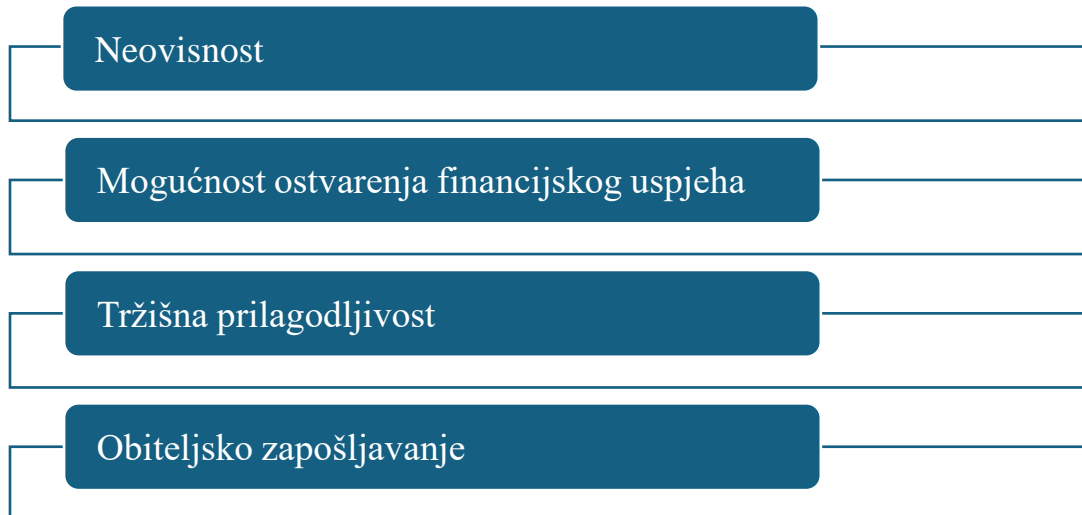 Neovisnost
Mogućnost ostvarenja financijskog uspjeha
Tržišna prilagodljivost
Obiteljsko zapošljavanje